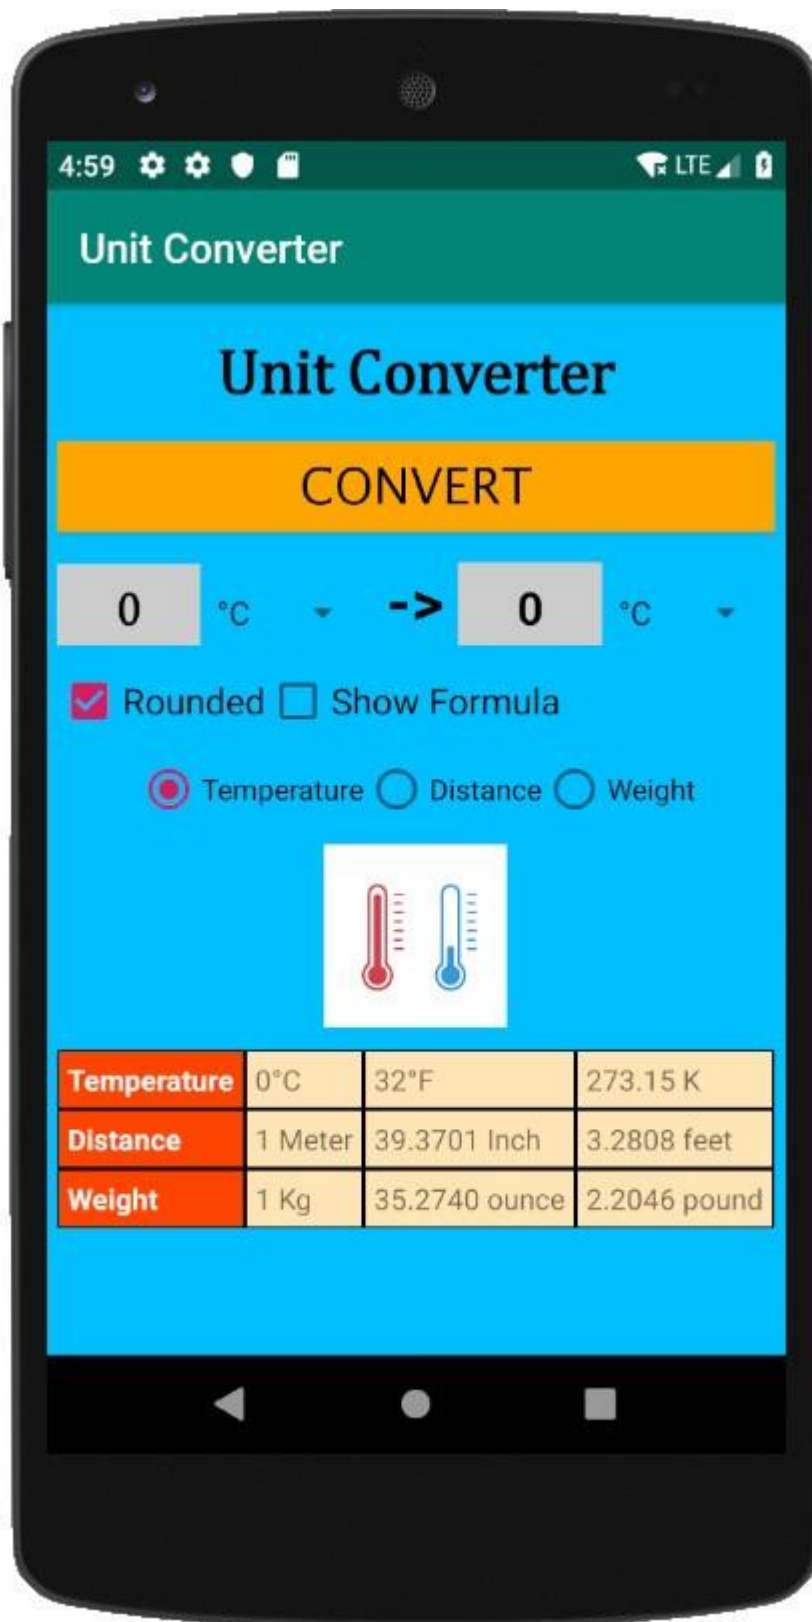 4:59 LTE
Unit Converter
Unit Converter
CONVERT
0 °C -> 0 °C
Rounded Show Formula
Temperature Distance Weight
Temperature 0°C 32°F 273.15 K
Distance 1 Meter 39.3701 Inch 3.2808 feet
Weight 1 Kg 35.2740 ounce 2.2046 pound